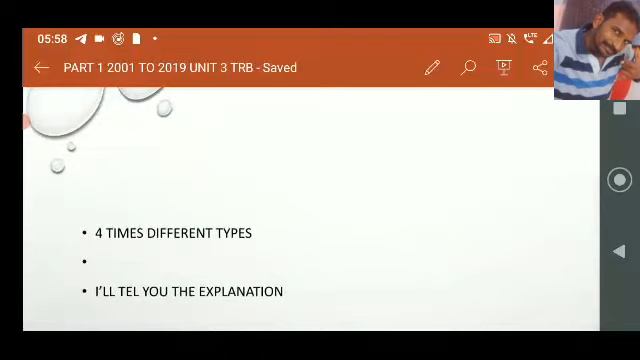 05:58
LTE
PART 1 2001 TO 2019 UNIT 3 TRB - Saved
• 4 TIMES DIFFERENT TYPES
•
• I'LL TEL YOU THE EXPLANATION